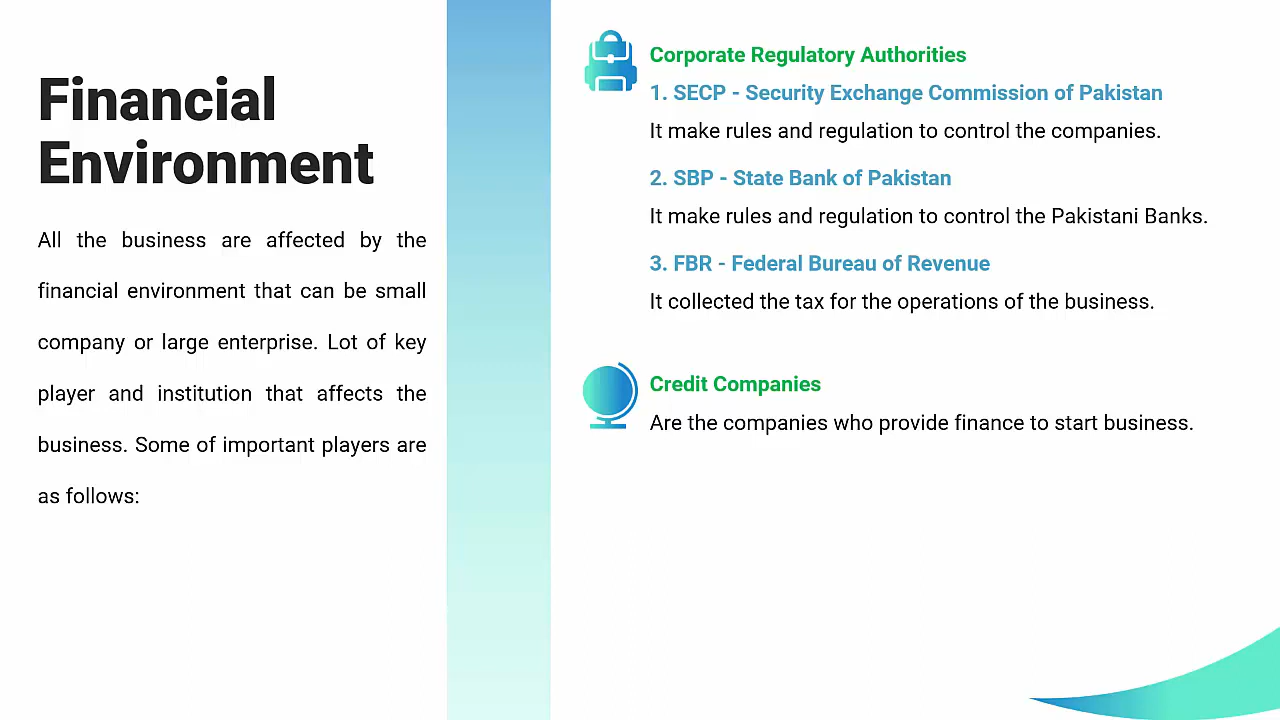 Financial
Environment
All the business are affected by the
financial environment that can be small
company or large enterprise. Lot of key
player and institution that affects the
business. Some of important players are
as follows:
Corporate Regulatory Authorities
1. SECP - Security Exchange Commission of Pakistan
It make rules and regulation to control the companies.
2. SBP - State Bank of Pakistan
It make rules and regulation to control the Pakistani Banks.
3. FBR - Federal Bureau of Revenue
It collected the tax for the operations of the business.
Credit Companies
Are the companies who provide finance to start business.